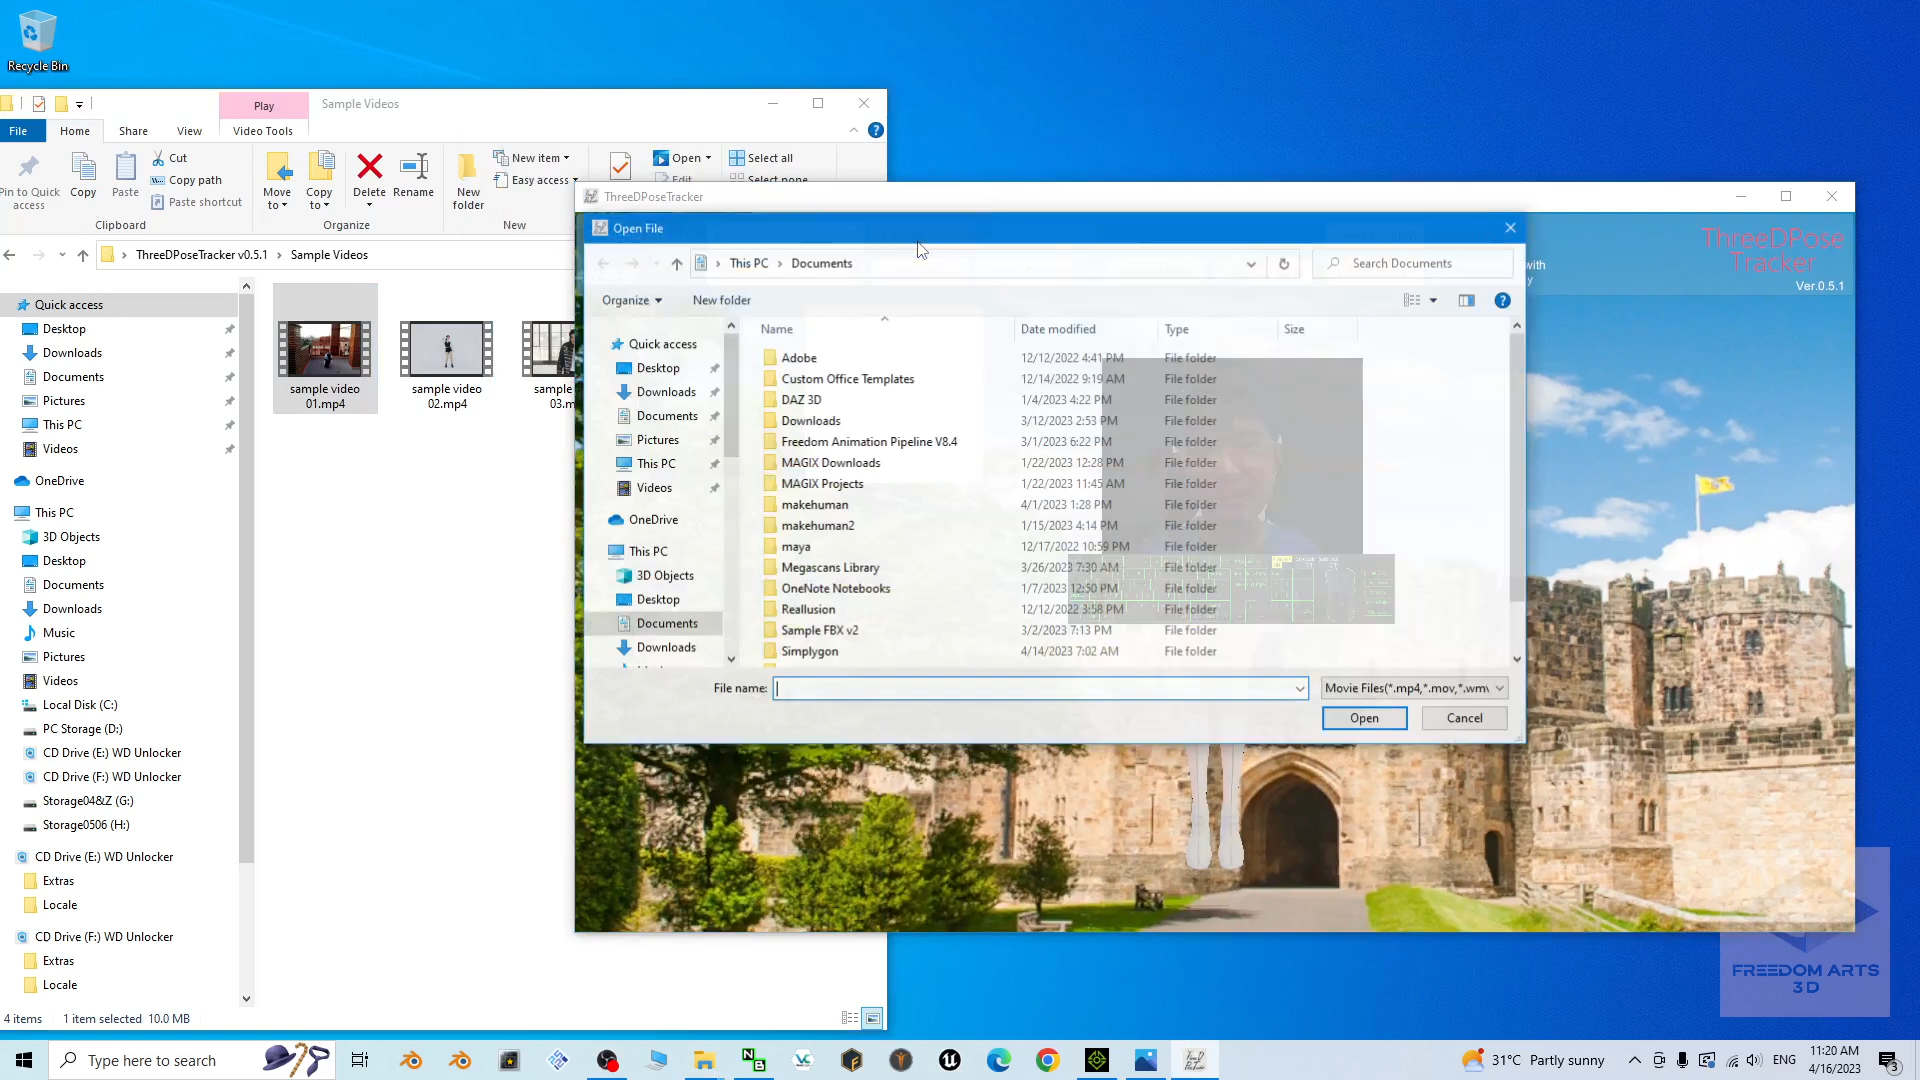 Recycle Bin
Play
Sample Videos
File
Home
Share
View
Video Tools
Pin to Quick access
Copy
Paste
Cut
Copy path
Paste shortcut
Move to
Copy to
Delete
Rename
New folder
New item
Easy access
Open
Edit
Select all
Select none
Clipboard
Organize
New
ThreeDPoseTracker v0.5.1 › Sample Videos
Quick access
Desktop
Downloads
Documents
Pictures
This PC
Videos
OneDrive
This PC
3D Objects
Desktop
Documents
Downloads
Music
Pictures
Videos
Local Disk (C:)
PC Storage (D:)
CD Drive (E:) WD Unlocker
CD Drive (F:) WD Unlocker
Storage04&Z (G:)
Storage0506 (H:)
CD Drive (E:) WD Unlocker
Extras
Locale
CD Drive (F:) WD Unlocker
Extras
Locale
sample video
01.mp4
sample video
02.mp4
sample
03.m
4 items
1 item selected 10.0 MB
ThreeDPoseTracker
Open File
This PC › Documents
Search Documents
Organize
New folder
Name
Date modified
Type
Size
Quick access
Desktop
Downloads
Documents
Pictures
This PC
Videos
OneDrive
This PC
3D Objects
Desktop
Documents
Downloads
Adobe 12/12/2022 4:41 PM File folder
Custom Office Templates 12/14/2022 9:19 AM File folder
DAZ 3D 1/4/2023 4:22 PM File folder
Downloads 3/12/2023 2:53 PM File folder
Freedom Animation Pipeline V8.4 3/1/2023 6:22 PM File folder
MAGIX Downloads 1/22/2023 12:28 PM File folder
MAGIX Projects 1/22/2023 11:45 AM File folder
makehuman 4/1/2023 1:28 PM File folder
makehuman2 1/15/2023 4:14 PM File folder
maya 12/17/2022 10:59 PM File folder
Megascans Library 3/26/2023 7:30 AM File folder
OneNote Notebooks 1/7/2023 12:50 PM File folder
Reallusion 12/12/2022 3:58 PM File folder
Sample FBX v2 3/2/2023 7:13 PM File folder
Simplygon 4/14/2023 7:02 AM File folder
File name:
Movie Files(*.mp4,*.mov,*.wmv
Open
Cancel
with
y
ThreeDPose
Tracker
Ver.0.5.1
FREEDOM ARTS
3D
Type here to search
31°C Partly sunny
ENG
11:20 AM
4/16/2023
3